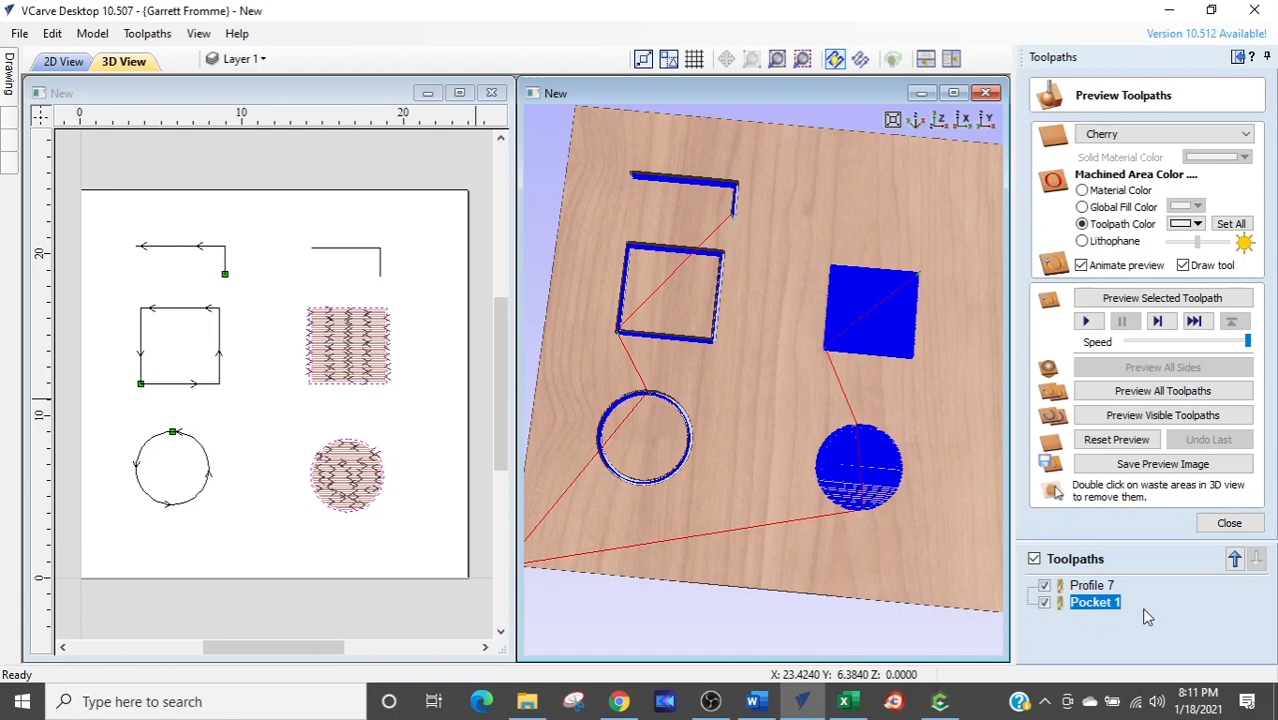 VCarve Desktop 10.507 - {Garrett Fromme} - New
File Edit Model Toolpaths View Help
Version 10.512 Available!
Drawing
2D View 3D View Layer 1
Toolpaths
New
New
0 10 20
20
10
0
Z X Y
Preview Toolpaths
Cherry
Solid Material Color
Machined Area Color ....
Material Color
Global Fill Color
Toolpath Color Set All
Lithophane
Animate preview Draw tool
Preview Selected Toolpath
Speed
Preview All Sides
Preview All Toolpaths
Preview Visible Toolpaths
Reset Preview Undo Last
Save Preview Image
Double click on waste areas in 3D view
to remove them.
Close
Toolpaths
Profile 7
Pocket 1
Ready
X: 23.4240 Y: 6.3840 Z: 0.0000
Type here to search
8:11 PM
1/18/2021